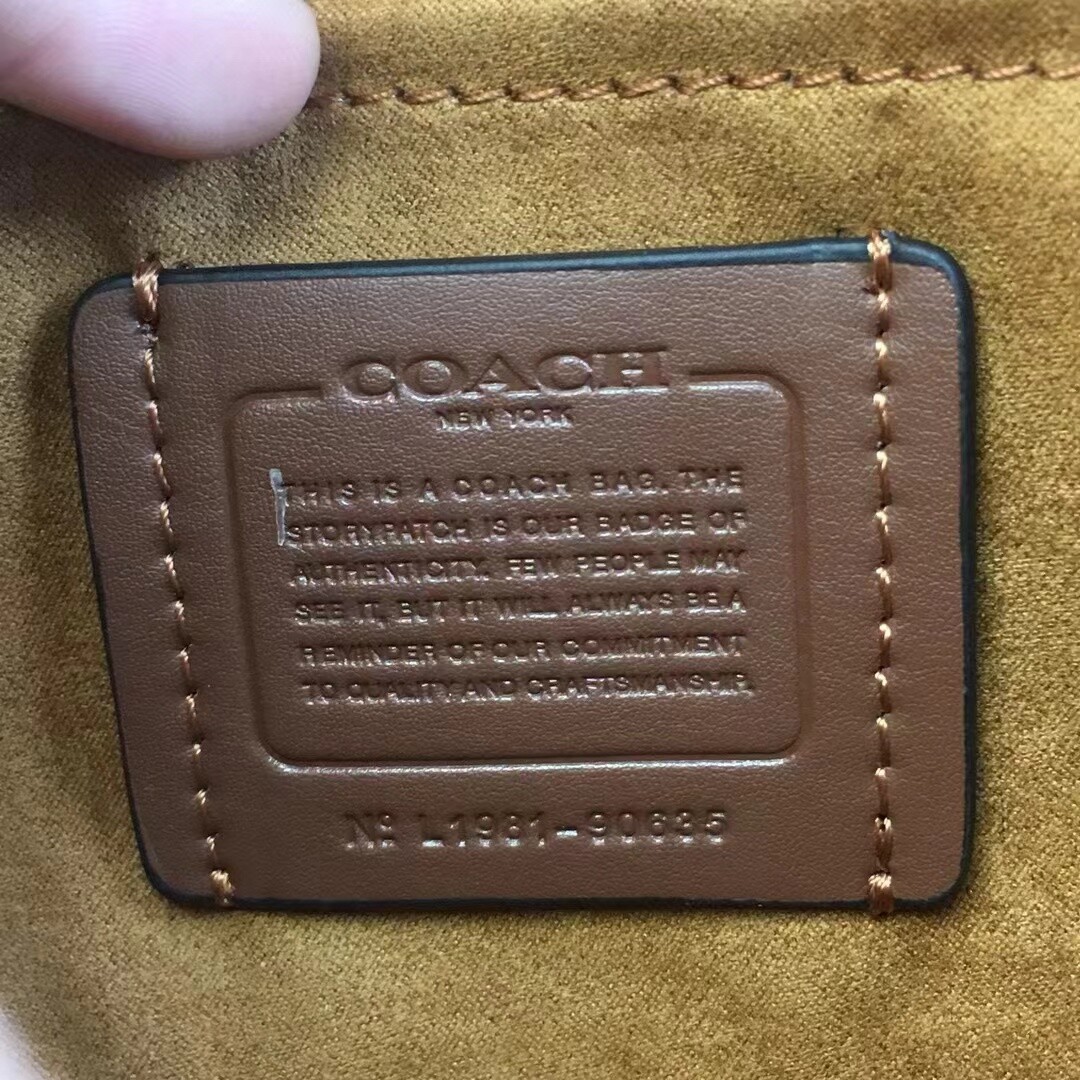 COACH
NEW YORK
THIS IS A COACH BAG. THE
STORYPATCH IS OUR BADGE OF
AUTHENTICITY. FEW PEOPLE MAY
SEE IT, BUT IT WILL ALWAYS BE A
REMINDER OF OUR COMMITMENT
TO QUALITY AND CRAFTSMANSHIP.
Nº L1981-90635